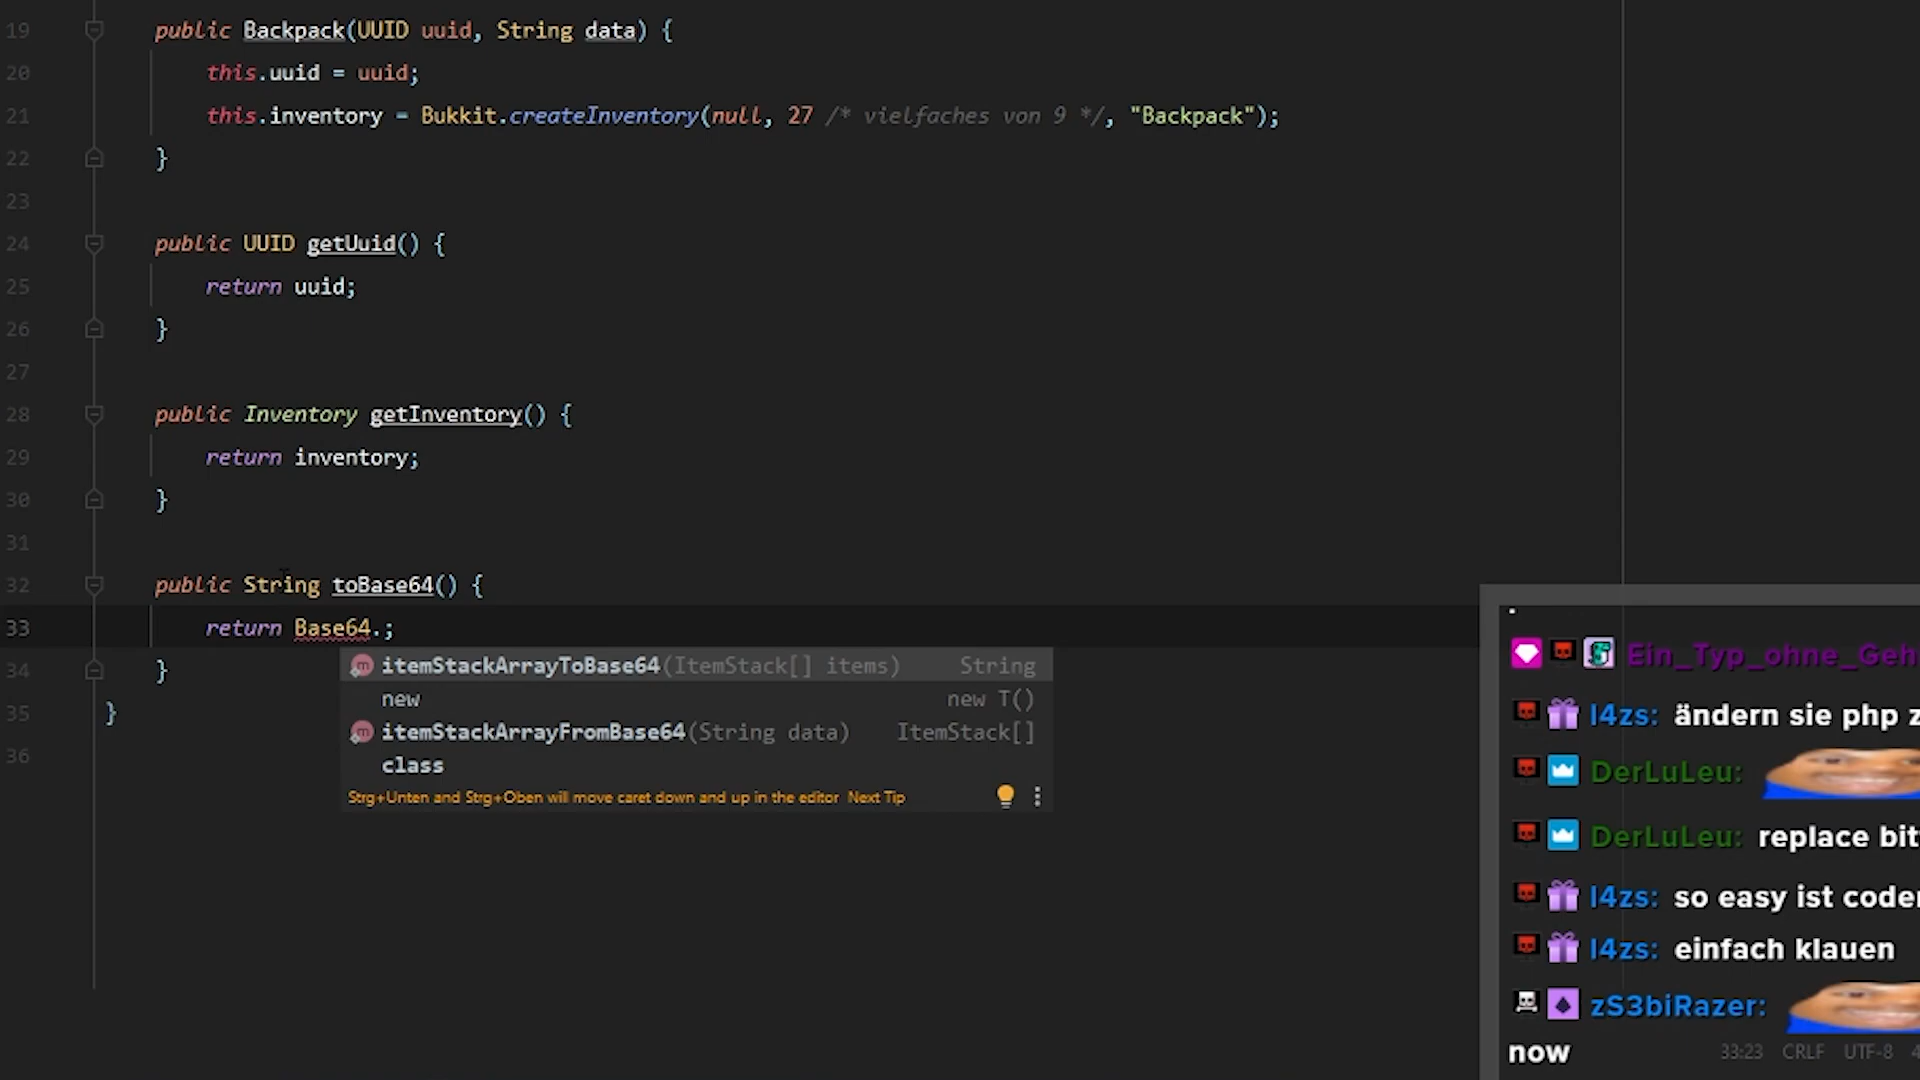 19 public Backpack(UUID uuid, String data) {
20 this.uuid = uuid;
21 this.inventory = Bukkit.createInventory(null, 27 /* vielfaches von 9 */, "Backpack");
22 }
23
24 public UUID getUuid() {
25 return uuid;
26 }
27
28 public Inventory getInventory() {
29 return inventory;
30 }
31
32 public String toBase64() {
33 return Base64.;
34 }
35 }
36
itemStackArrayToBase64(ItemStack[] items) String
new new T()
itemStackArrayFromBase64(String data) ItemStack[]
class
Strg+Unten and Strg+Oben will move caret down and up in the editor Next Tip
Ein_Typ_ohne_Geh
l4zs: ändern sie php z
DerLuLeu:
DerLuLeu: replace bit
l4zs: so easy ist coden
l4zs: einfach klauen
zS3biRazer:
now
33:23 CRLF UTF-8 4